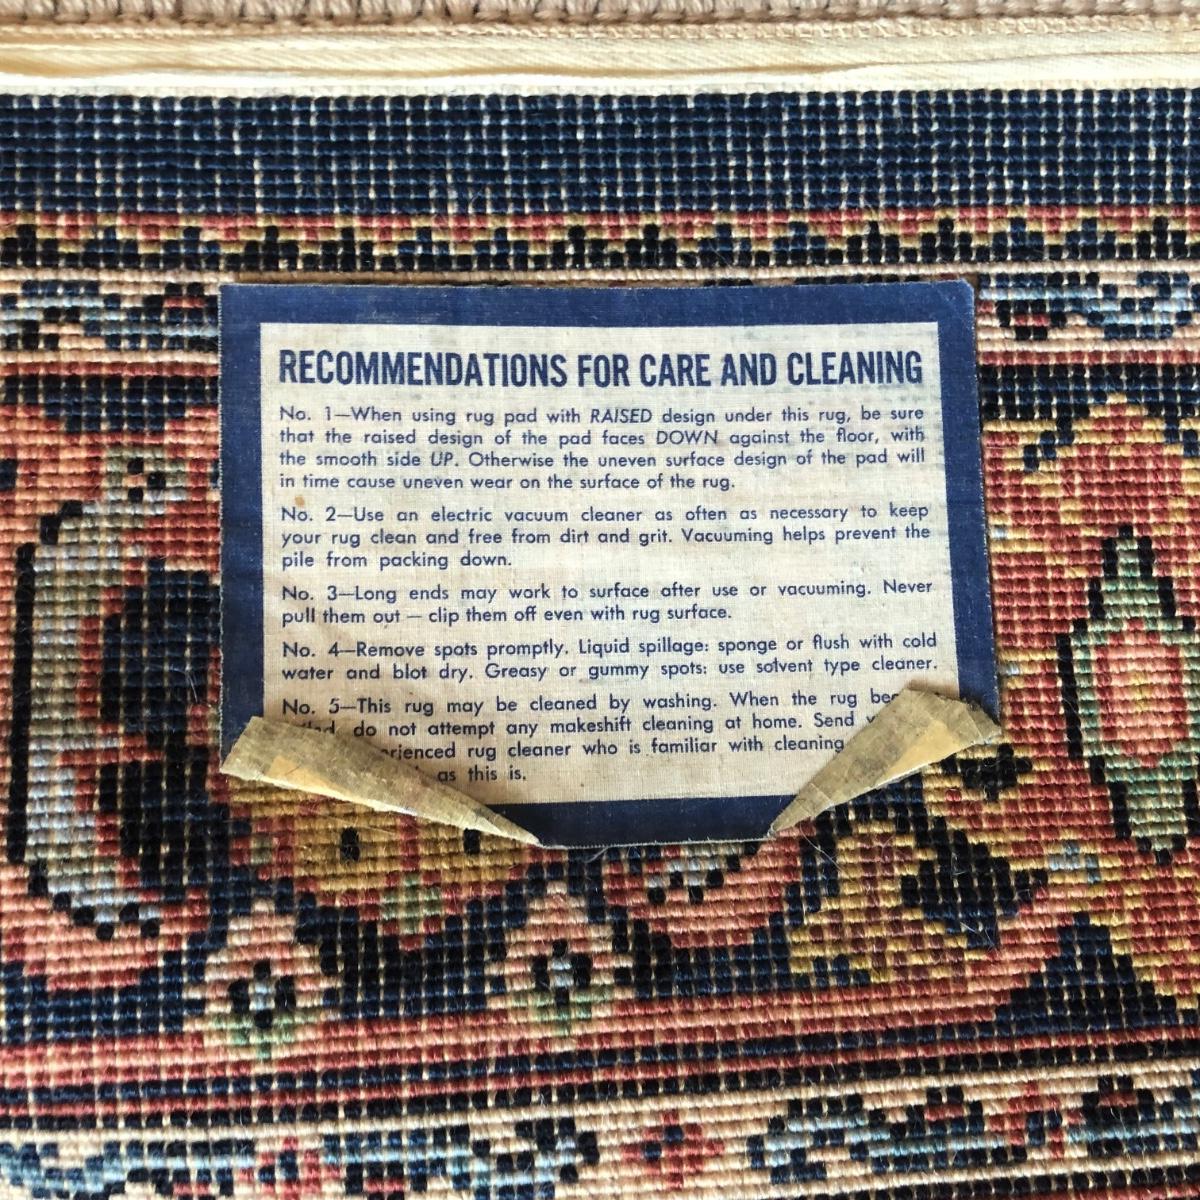 RECOMMENDATIONS FOR CARE AND CLEANING
No. 1—When using rug pad with RAISED design under this rug, be sure
that the raised design of the pad faces DOWN against the floor, with
the smooth side UP. Otherwise the uneven surface design of the pad will
in time cause uneven wear on the surface of the rug.
No. 2—Use an electric vacuum cleaner as often as necessary to keep
your rug clean and free from dirt and grit. Vacuuming helps prevent the
pile from packing down.
No. 3—Long ends may work to surface after use or vacuuming. Never
pull them out — clip them off even with rug surface.
No. 4—Remove spots promptly. Liquid spillage: sponge or flush with cold
water and blot dry. Greasy or gummy spots: use solvent type cleaner.
No. 5—This rug may be cleaned by washing. When the rug
do not attempt any makeshift cleaning at home. Send
rug cleaner who is familiar with cleaning
as this is.